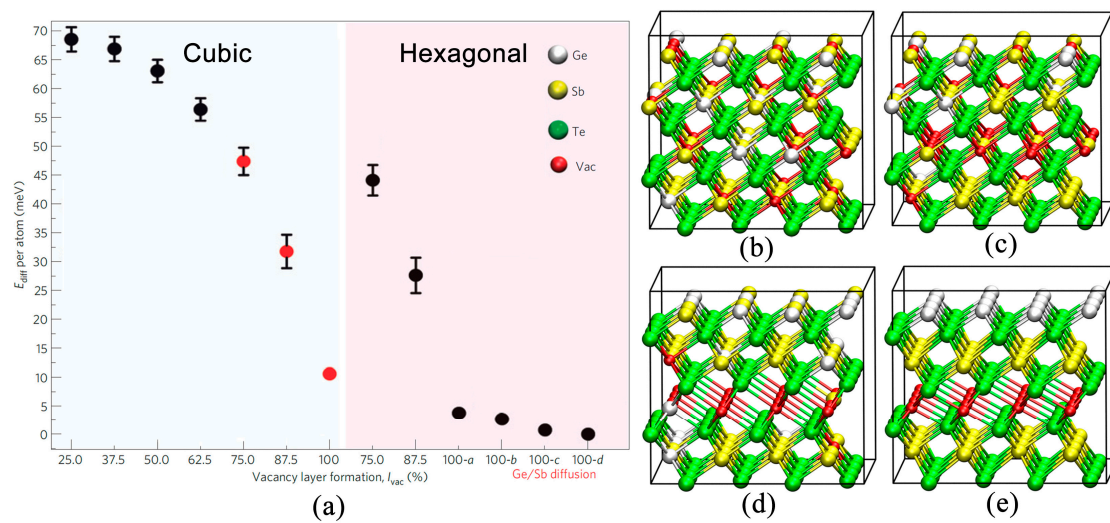 Cubic
Hexagonal
Ge
Sb
Te
Vac
E_diff per atom (meV)
70
65
60
55
50
45
40
35
30
25
20
15
10
5
0
25.0 37.5 50.0 62.5 75.0 87.5 100 75.0 87.5 100-a 100-b 100-c 100-d
Vacancy layer formation, I_vac (%)
Ge/Sb diffusion
(a)
(b)
(c)
(d)
(e)